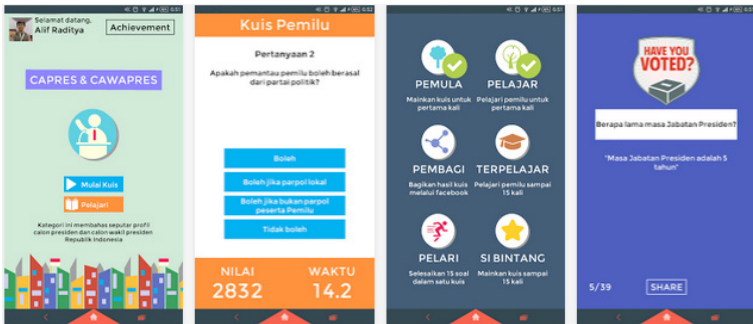 Selamat datang,
Alif Raditya
Achievement
CAPRES & CAWAPRES
Mulai Kuis
Pelajari
Kategori ini membahas seputar profil
calon presiden dan calon wakil presiden
Republik Indonesia
Kuis Pemilu
Pertanyaan 2
Apakah pemantau pemilu boleh berasal
dari partai politik?
Boleh
Boleh jika parpol lokal
Boleh jika bukan parpol
peserta Pemilu
Tidak boleh
NILAI
WAKTU
2832
14.2
PEMULA
Mainkan kuis untuk
pertama kali
PELAJAR
Pelajari pemilu untuk
pertama kali
PEMBAGI
Bagikan hasil kuis
melalui facebook
TERPELAJAR
Pelajari pemilu sampai
15 kali
PELARI
Selesaikan 15 soal
dalam satu kuis
SI BINTANG
Mainkan kuis sampai
15 kali
HAVE YOU
VOTED?
Berapa lama masa Jabatan Presiden?
"Masa Jabatan Presiden adalah 5
tahun"
5/39
SHARE